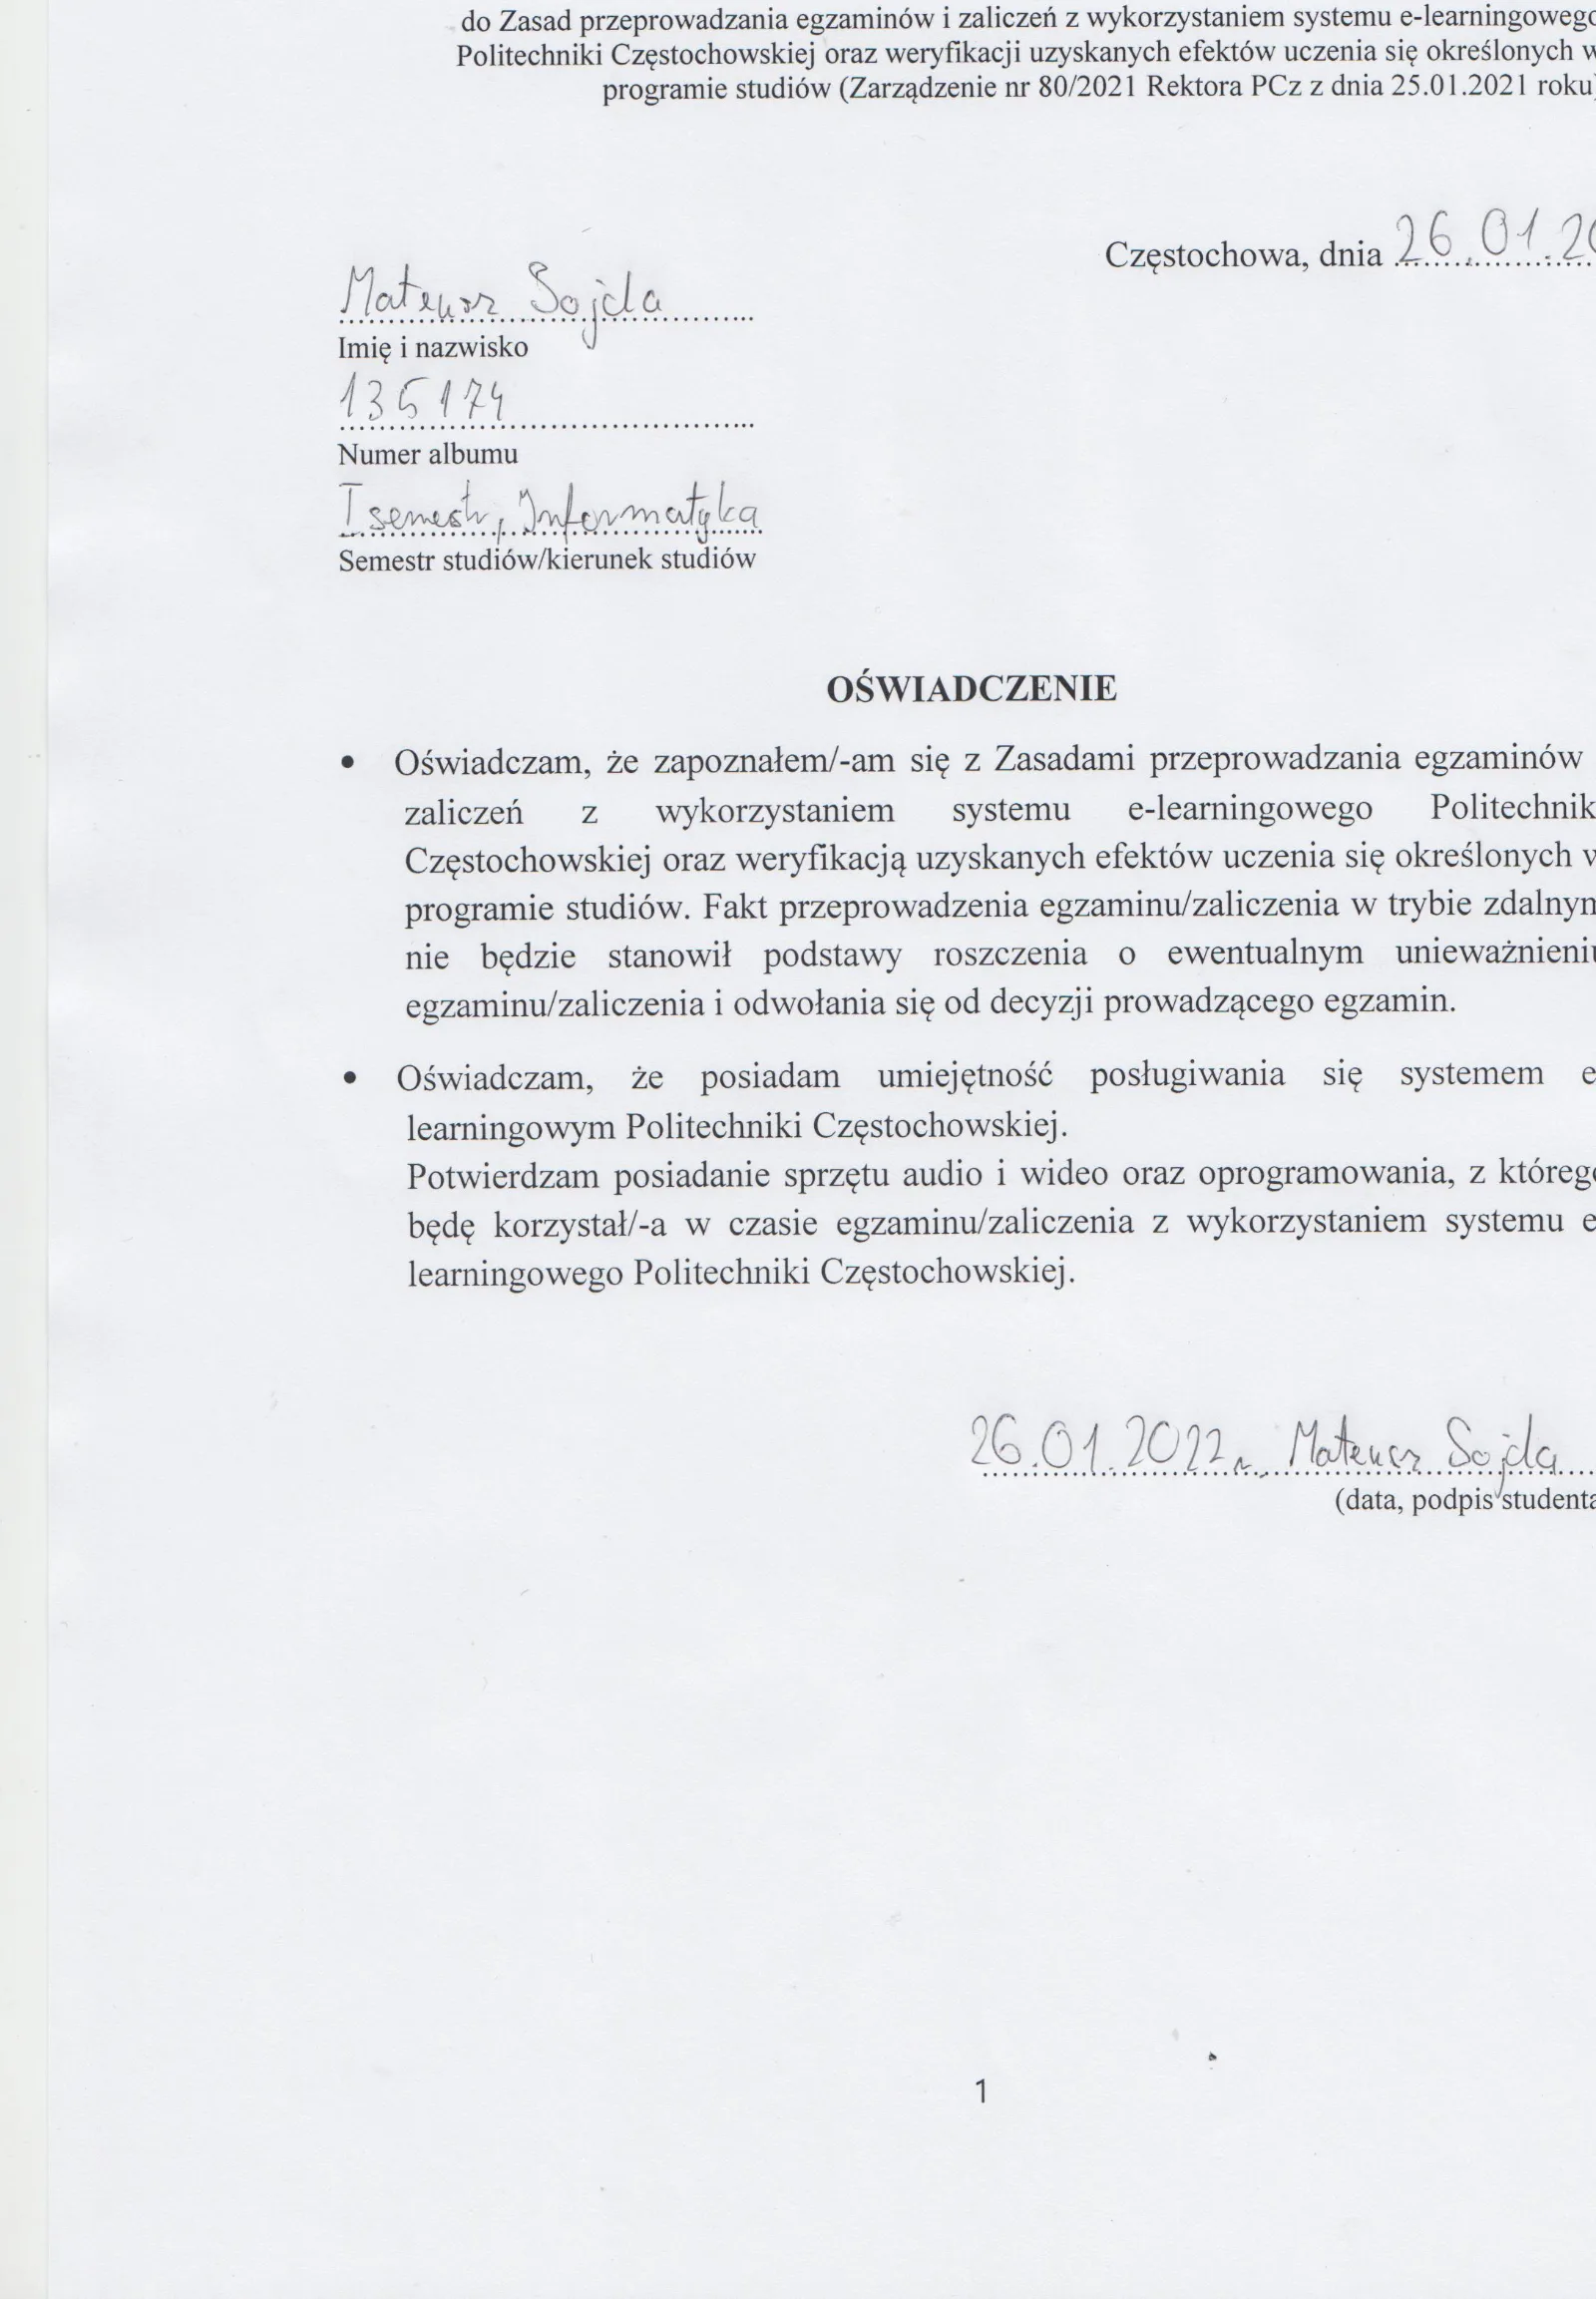 do Zasad przeprowadzania egzaminów i zaliczeń z wykorzystaniem systemu e-learningowego
Politechniki Częstochowskiej oraz weryfikacji uzyskanych efektów uczenia się określonych w
programie studiów (Zarządzenie nr 80/2021 Rektora PCz z dnia 25.01.2021 roku)
Częstochowa, dnia 26.01.20
Mateusz Sojda
Imię i nazwisko
135174
Numer albumu
I semestr, Informatyka
Semestr studiów/kierunek studiów
OŚWIADCZENIE
• Oświadczam, że zapoznałem/-am się z Zasadami przeprowadzania egzaminów
zaliczeń z wykorzystaniem systemu e-learningowego Politechnik
Częstochowskiej oraz weryfikacją uzyskanych efektów uczenia się określonych w
programie studiów. Fakt przeprowadzenia egzaminu/zaliczenia w trybie zdalnym
nie będzie stanowił podstawy roszczenia o ewentualnym unieważnieniu
egzaminu/zaliczenia i odwołania się od decyzji prowadzącego egzamin.
• Oświadczam, że posiadam umiejętność posługiwania się systemem e
learningowym Politechniki Częstochowskiej.
Potwierdzam posiadanie sprzętu audio i wideo oraz oprogramowania, z którego
będę korzystał/-a w czasie egzaminu/zaliczenia z wykorzystaniem systemu e
learningowego Politechniki Częstochowskiej.
26.01.2022r. Mateusz Sojda
(data, podpis studenta
1